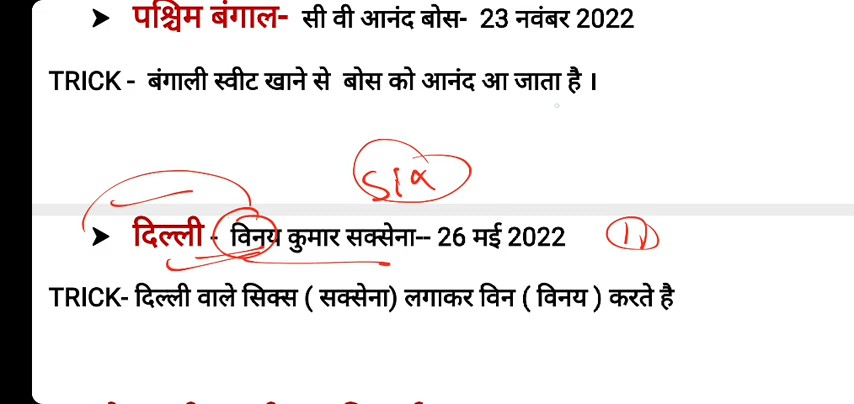 ➤ पश्चिम बंगाल- सी वी आनंद बोस- 23 नवंबर 2022
TRICK - बंगाली स्वीट खाने से बोस को आनंद आ जाता है ।
Six
➤ दिल्ली - विनय कुमार सक्सेना-- 26 मई 2022
TRICK- दिल्ली वाले सिक्स ( सक्सेना) लगाकर विन ( विनय ) करते है